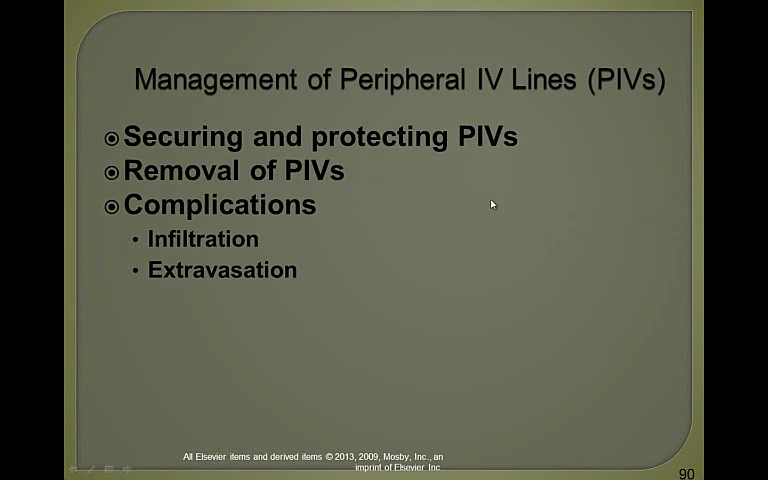 Management of Peripheral IV Lines (PIVs)
Securing and protecting PIVs
Removal of PIVs
Complications
• Infiltration
• Extravasation
All Elsevier items and derived items © 2013, 2009, Mosby, Inc., an
imprint of Elsevier Inc
90